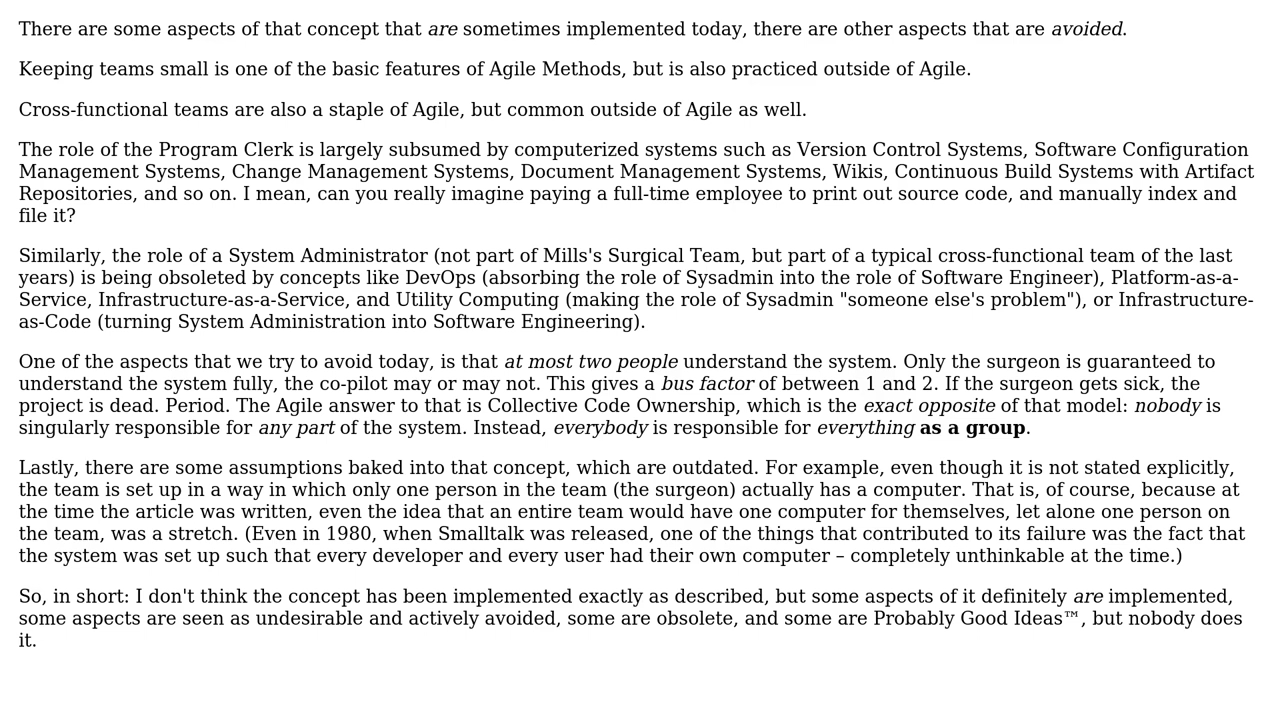 There are some aspects of that concept that are sometimes implemented today, there are other aspects that are avoided.
Keeping teams small is one of the basic features of Agile Methods, but is also practiced outside of Agile.
Cross-functional teams are also a staple of Agile, but common outside of Agile as well.
The role of the Program Clerk is largely subsumed by computerized systems such as Version Control Systems, Software Configuration
Management Systems, Change Management Systems, Document Management Systems, Wikis, Continuous Build Systems with Artifact
Repositories, and so on. I mean, can you really imagine paying a full-time employee to print out source code, and manually index and
file it?
Similarly, the role of a System Administrator (not part of Mills's Surgical Team, but part of a typical cross-functional team of the last
years) is being obsoleted by concepts like DevOps (absorbing the role of Sysadmin into the role of Software Engineer), Platform-as-a-
Service, Infrastructure-as-a-Service, and Utility Computing (making the role of Sysadmin "someone else's problem"), or Infrastructure-
as-Code (turning System Administration into Software Engineering).
One of the aspects that we try to avoid today, is that at most two people understand the system. Only the surgeon is guaranteed to
understand the system fully, the co-pilot may or may not. This gives a bus factor of between 1 and 2. If the surgeon gets sick, the
project is dead. Period. The Agile answer to that is Collective Code Ownership, which is the exact opposite of that model: nobody is
singularly responsible for any part of the system. Instead, everybody is responsible for everything as a group.
Lastly, there are some assumptions baked into that concept, which are outdated. For example, even though it is not stated explicitly,
the team is set up in a way in which only one person in the team (the surgeon) actually has a computer. That is, of course, because at
the time the article was written, even the idea that an entire team would have one computer for themselves, let alone one person on
the team, was a stretch. (Even in 1980, when Smalltalk was released, one of the things that contributed to its failure was the fact that
the system was set up such that every developer and every user had their own computer – completely unthinkable at the time.)
So, in short: I don't think the concept has been implemented exactly as described, but some aspects of it definitely are implemented,
some aspects are seen as undesirable and actively avoided, some are obsolete, and some are Probably Good Ideas™, but nobody does
it.